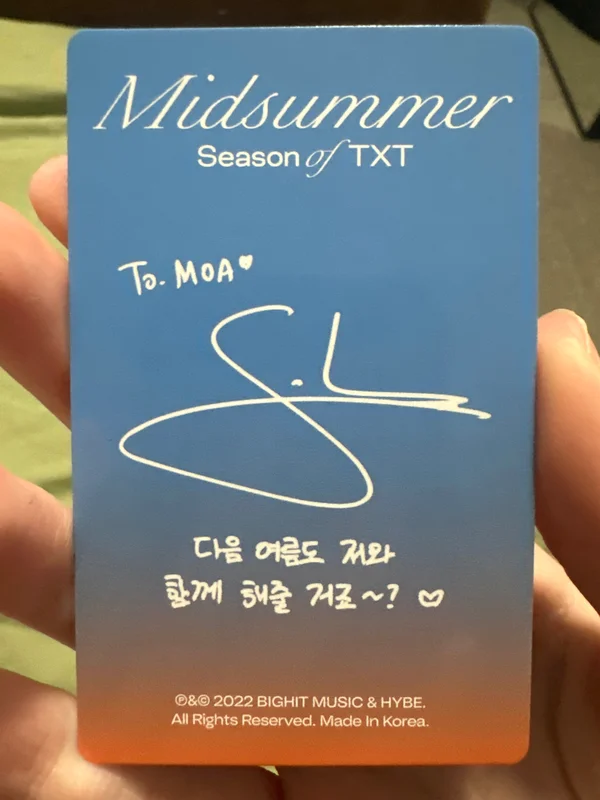 Midsummer
Season of TXT
To. MOA♥
다음 여름도 저와
함께 해줄 거죠~? ♡
℗&© 2022 BIGHIT MUSIC & HYBE.
All Rights Reserved. Made In Korea.